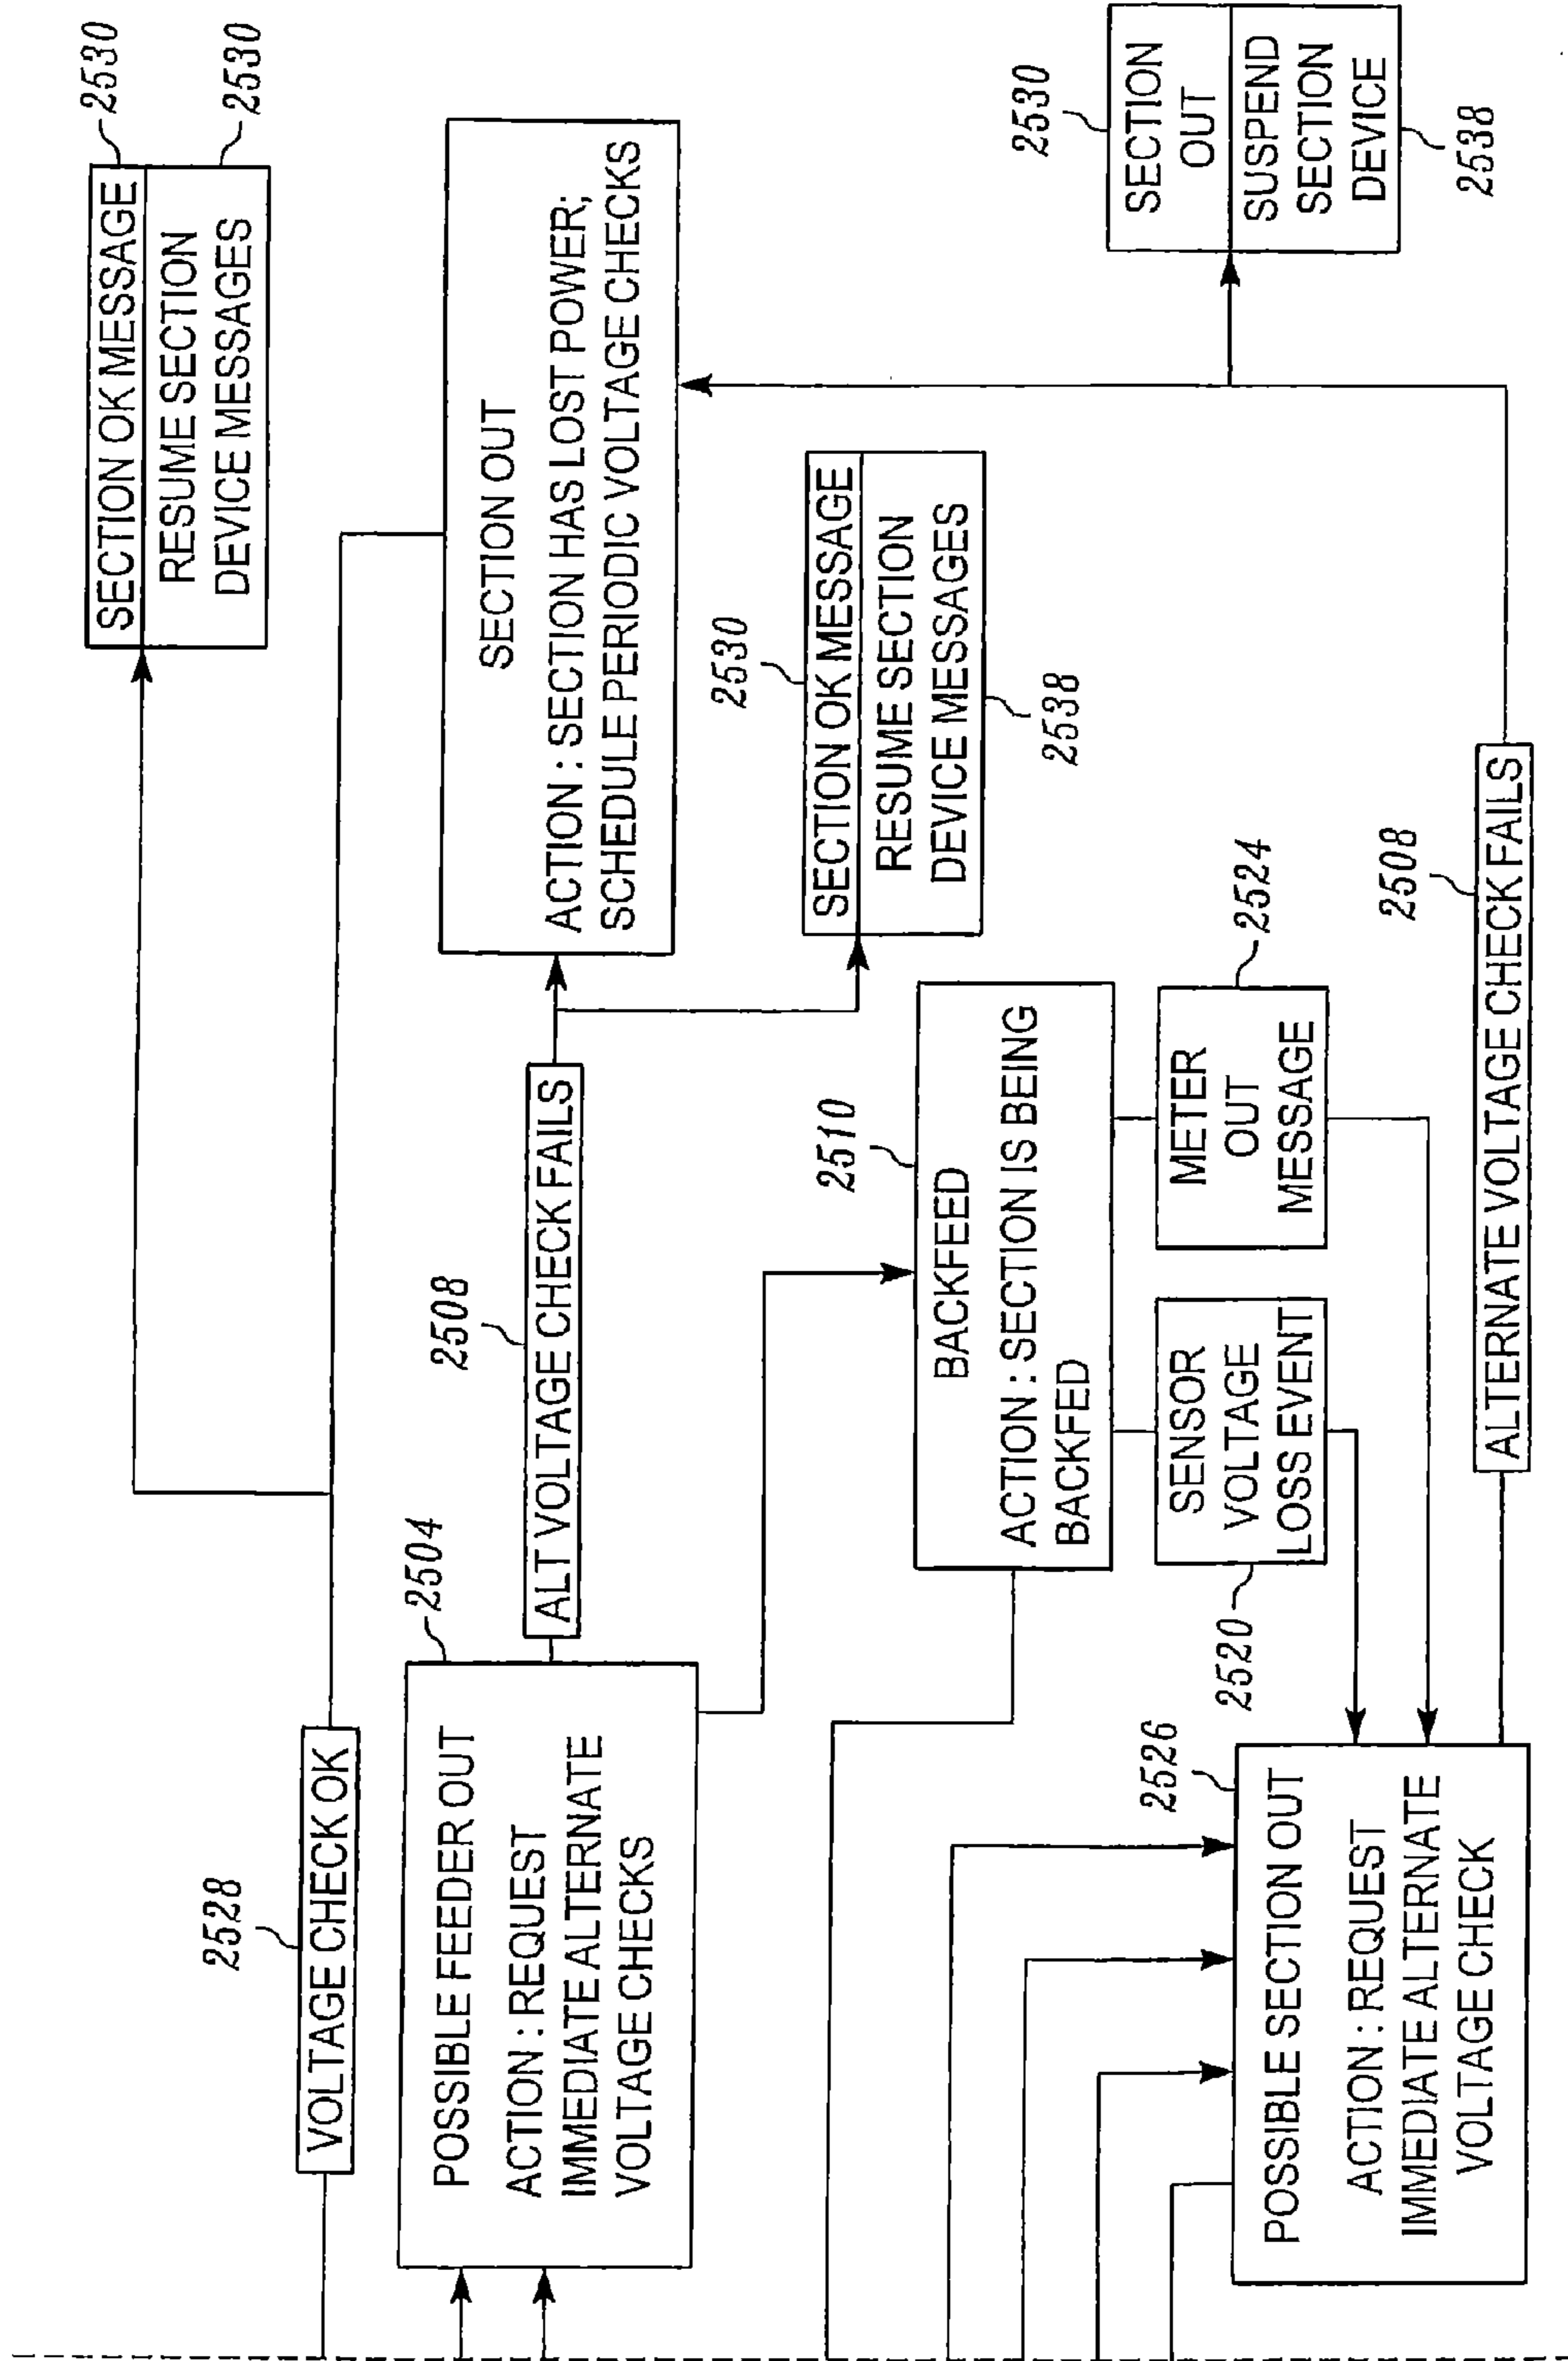 2530
SECTION OK MESSAGE
RESUME SECTION
DEVICE MESSAGES
2530
2528
VOLTAGE CHECK OK
2504
POSSIBLE FEEDER OUT
ACTION : REQUEST
IMMEDIATE ALTERNATE
VOLTAGE CHECKS
2508
ALT VOLTAGE CHECK FAILS
SECTION OUT
ACTION : SECTION HAS LOST POWER;
SCHEDULE PERIODIC VOLTAGE CHECKS
2530
SECTION OK MESSAGE
RESUME SECTION
DEVICE MESSAGES
2538
2510
BACKFEED
ACTION : SECTION IS BEING
BACKFED
2520
SENSOR
VOLTAGE
LOSS EVENT
2524
METER
OUT
MESSAGE
2526
POSSIBLE SECTION OUT
ACTION : REQUEST
IMMEDIATE ALTERNATE
VOLTAGE CHECK
2508
ALTERNATE VOLTAGE CHECK FAILS
2530
SECTION
OUT
SUSPEND
SECTION
DEVICE
2538